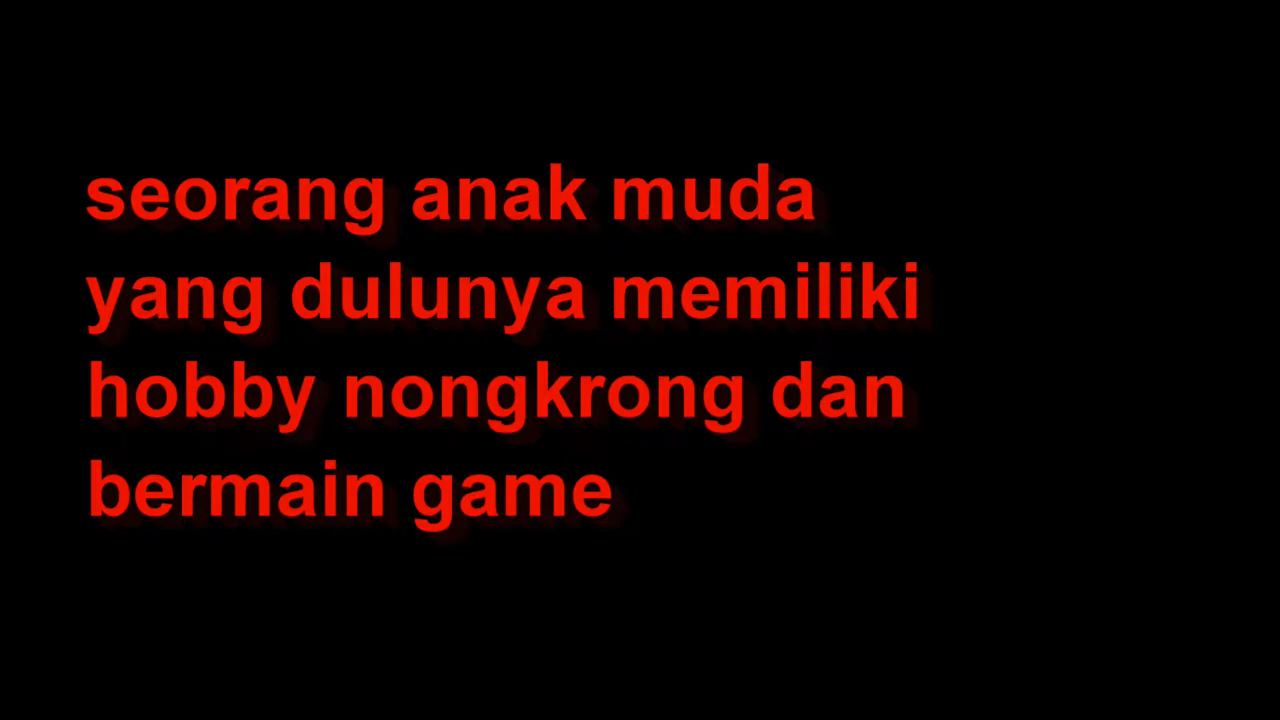 seorang anak muda
yang dulunya memiliki
hobby nongkrong dan
bermain game